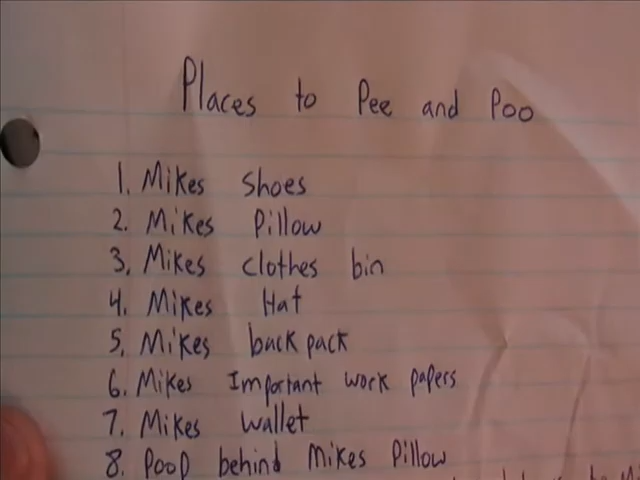 Places to Pee and Poo
1. Mikes Shoes
2. Mikes Pillow
3. Mikes clothes bin
4. Mikes Hat
5. Mikes back pack
6. Mikes Important work papers
7. Mikes wallet
8. Poop behind Mikes Pillow